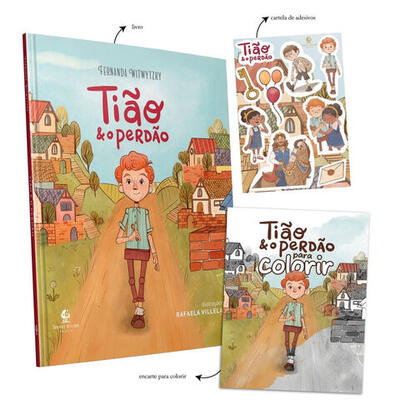 livro
cartela de adesivos
FERNANDA WITWYTZKY
Tião
& o PERDÃO
Tião
& o PERDÃO
Tião
& o PERDÃO
para
colorir
RAFAELA VILLELA
encarte para colorir